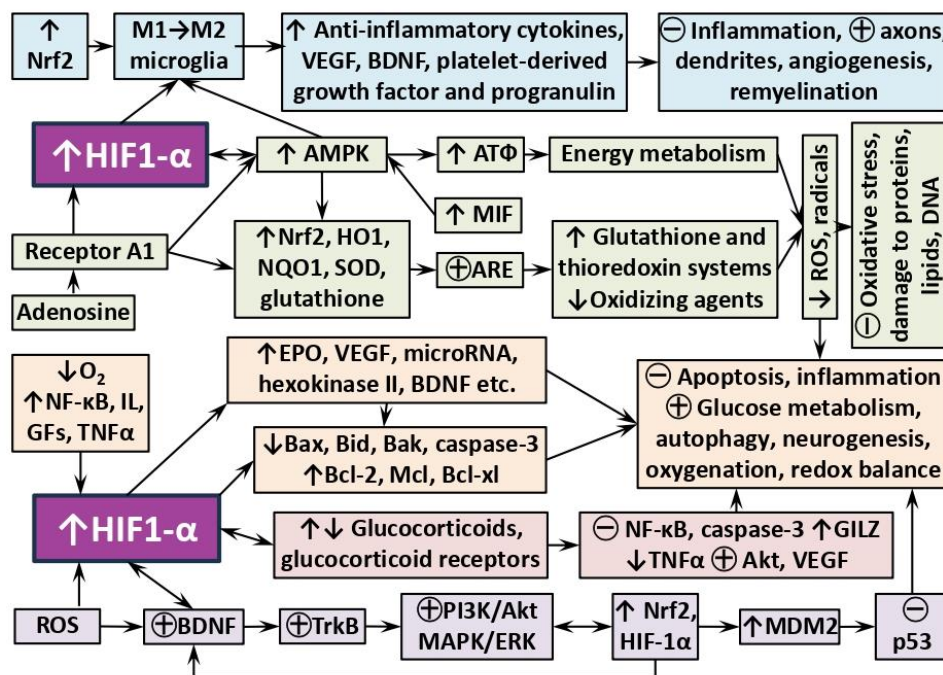 ↑
Nrf2
M1→M2
microglia
↑ Anti-inflammatory cytokines,
VEGF, BDNF, platelet-derived
growth factor and progranulin
⊖ Inflammation, ⊕ axons,
dendrites, angiogenesis,
remyelination
↑HIF1-α
↑ AMPK
↑ АТФ
Energy metabolism
↑ MIF
Receptor A1
Adenosine
↑Nrf2, HO1,
NQO1, SOD,
glutathione
⊕ARE
↑ Glutathione and
thioredoxin systems
↓Oxidizing agents
↓ ROS, radicals
⊖ Oxidative stress,
damage to proteins,
lipids, DNA
↓O₂
↑NF-κB, IL,
GFs, TNFα
↑EPO, VEGF, microRNA,
hexokinase II, BDNF etc.
↓Bax, Bid, Bak, caspase-3
↑Bcl-2, Mcl, Bcl-xl
⊖ Apoptosis, inflammation
⊕ Glucose metabolism,
autophagy, neurogenesis,
oxygenation, redox balance
↑HIF1-α
↑↓ Glucocorticoids,
glucocorticoid receptors
⊖ NF-κB, caspase-3 ↑GILZ
↓TNFα ⊕ Akt, VEGF
ROS
⊕BDNF
⊕TrkB
⊕PI3K/Akt
MAPK/ERK
↑ Nrf2,
HIF-1α
↑MDM2
⊖
p53